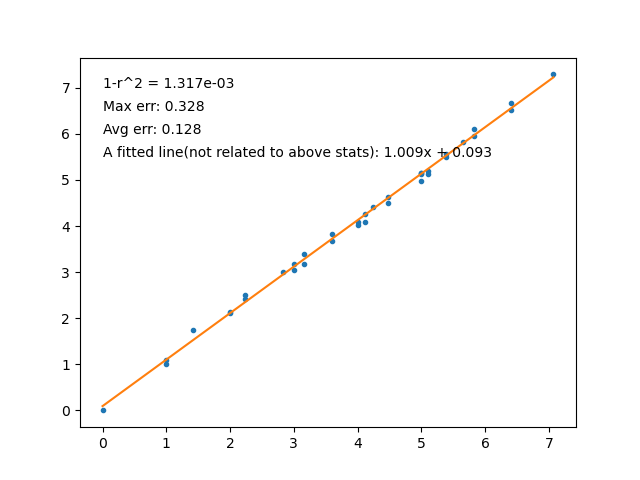 1-r^2 = 1.317e-03
Max err: 0.328
Avg err: 0.128
A fitted line(not related to above stats): 1.009x + 0.093
7
6
5
4
3
2
1
0
0 1 2 3 4 5 6 7